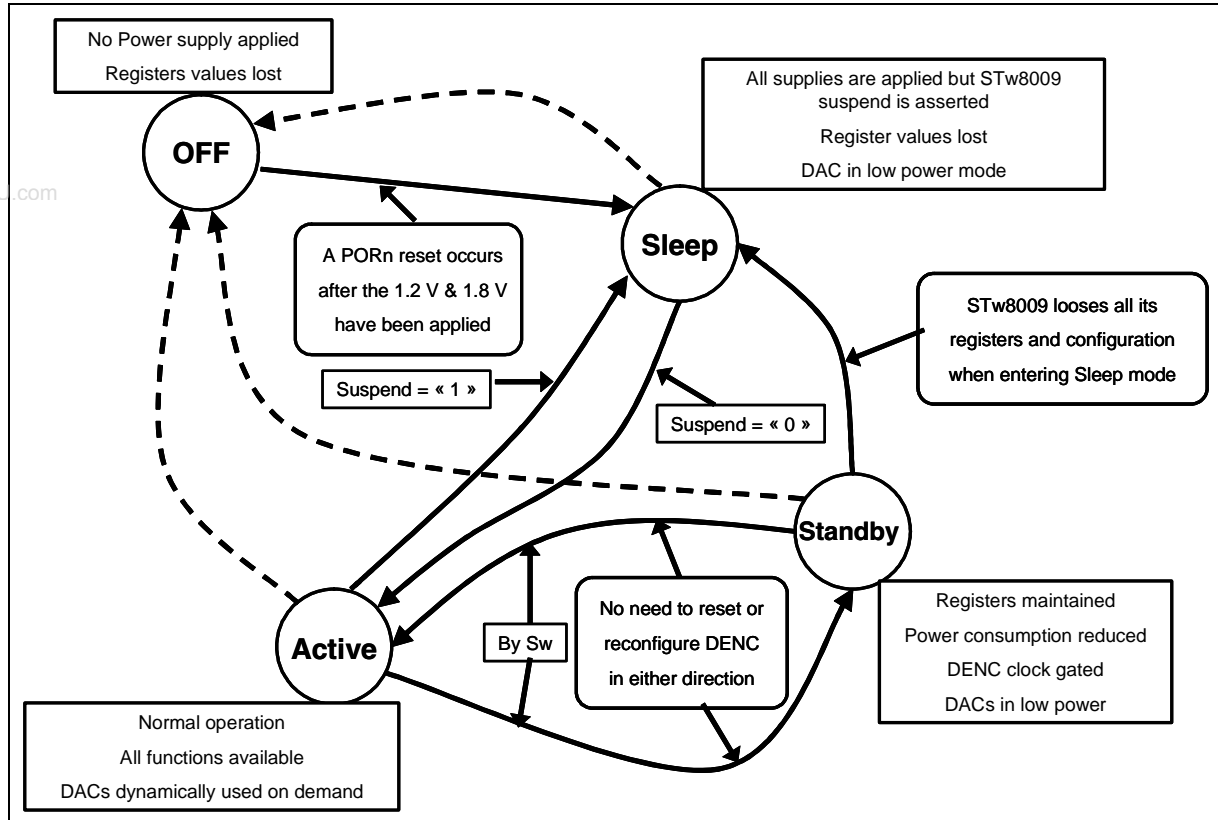 No Power supply applied
Registers values lost
OFF
All supplies are applied but STw8009
suspend is asserted
Register values lost
DAC in low power mode
.com
Sleep
A PORn reset occurs
after the 1.2 V & 1.8 V
have been applied
STw8009 looses all its
registers and configuration
when entering Sleep mode
Suspend = « 1 »
Suspend = « 0 »
Standby
Registers maintained
Power consumption reduced
DENC clock gated
DACs in low power
No need to reset or
reconfigure DENC
in either direction
By Sw
Active
Normal operation
All functions available
DACs dynamically used on demand